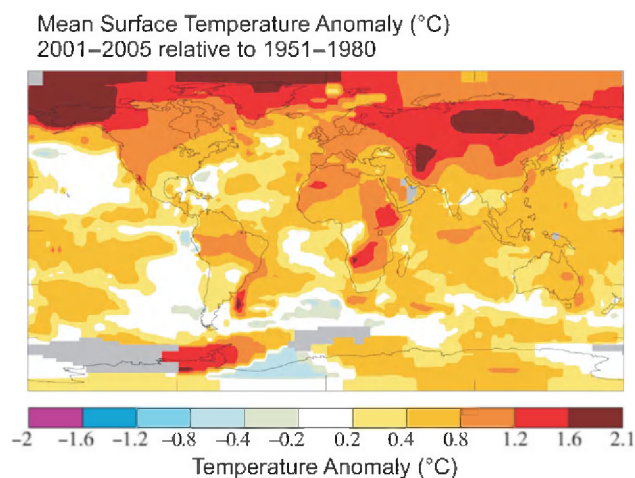 Mean Surface Temperature Anomaly (°C)
2001–2005 relative to 1951–1980
−2 −1.6 −1.2 −0.8 −0.4 −0.2 0.2 0.4 0.8 1.2 1.6 2.1
Temperature Anomaly (°C)